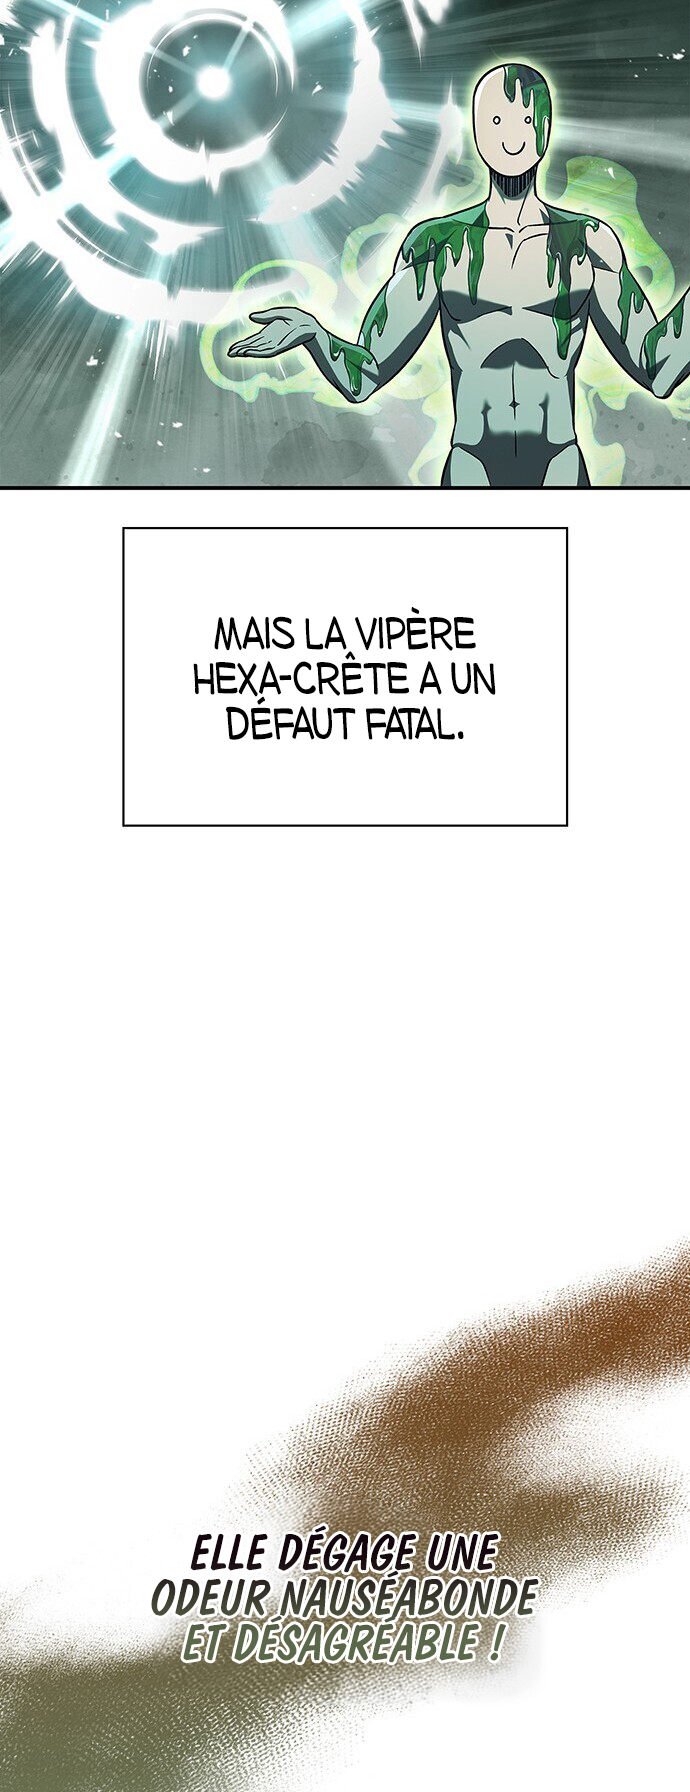 MAIS LA VIPÈRE
HEXA-CRÊTE A UN
DÉFAUT FATAL.
ELLE DÉGAGE UNE
ODEUR NAUSÉABONDE
ET DÉSAGRÉABLE !